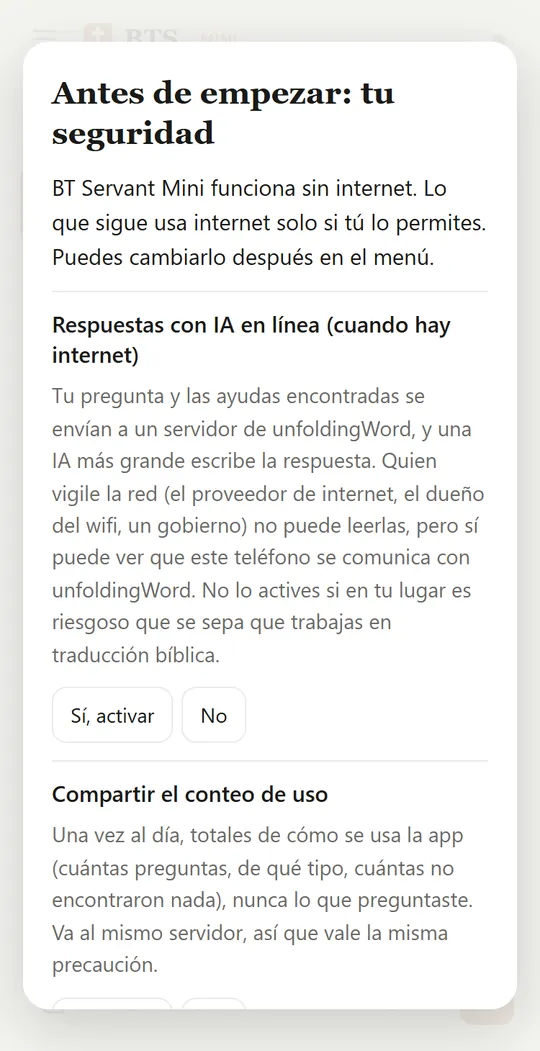 BTS MINI
Antes de empezar: tu
seguridad
BT Servant Mini funciona sin internet. Lo
que sigue usa internet solo si tú lo permites.
Puedes cambiarlo después en el menú.
Respuestas con IA en línea (cuando hay
internet)
Tu pregunta y las ayudas encontradas se
envían a un servidor de unfoldingWord, y una
IA más grande escribe la respuesta. Quien
vigile la red (el proveedor de internet, el dueño
del wifi, un gobierno) no puede leerlas, pero sí
puede ver que este teléfono se comunica con
unfoldingWord. No lo actives si en tu lugar es
riesgoso que se sepa que trabajas en
traducción bíblica.
Sí, activar No
Compartir el conteo de uso
Una vez al día, totales de cómo se usa la app
(cuántas preguntas, de qué tipo, cuántas no
encontraron nada), nunca lo que preguntaste.
Va al mismo servidor, así que vale la misma
precaución.